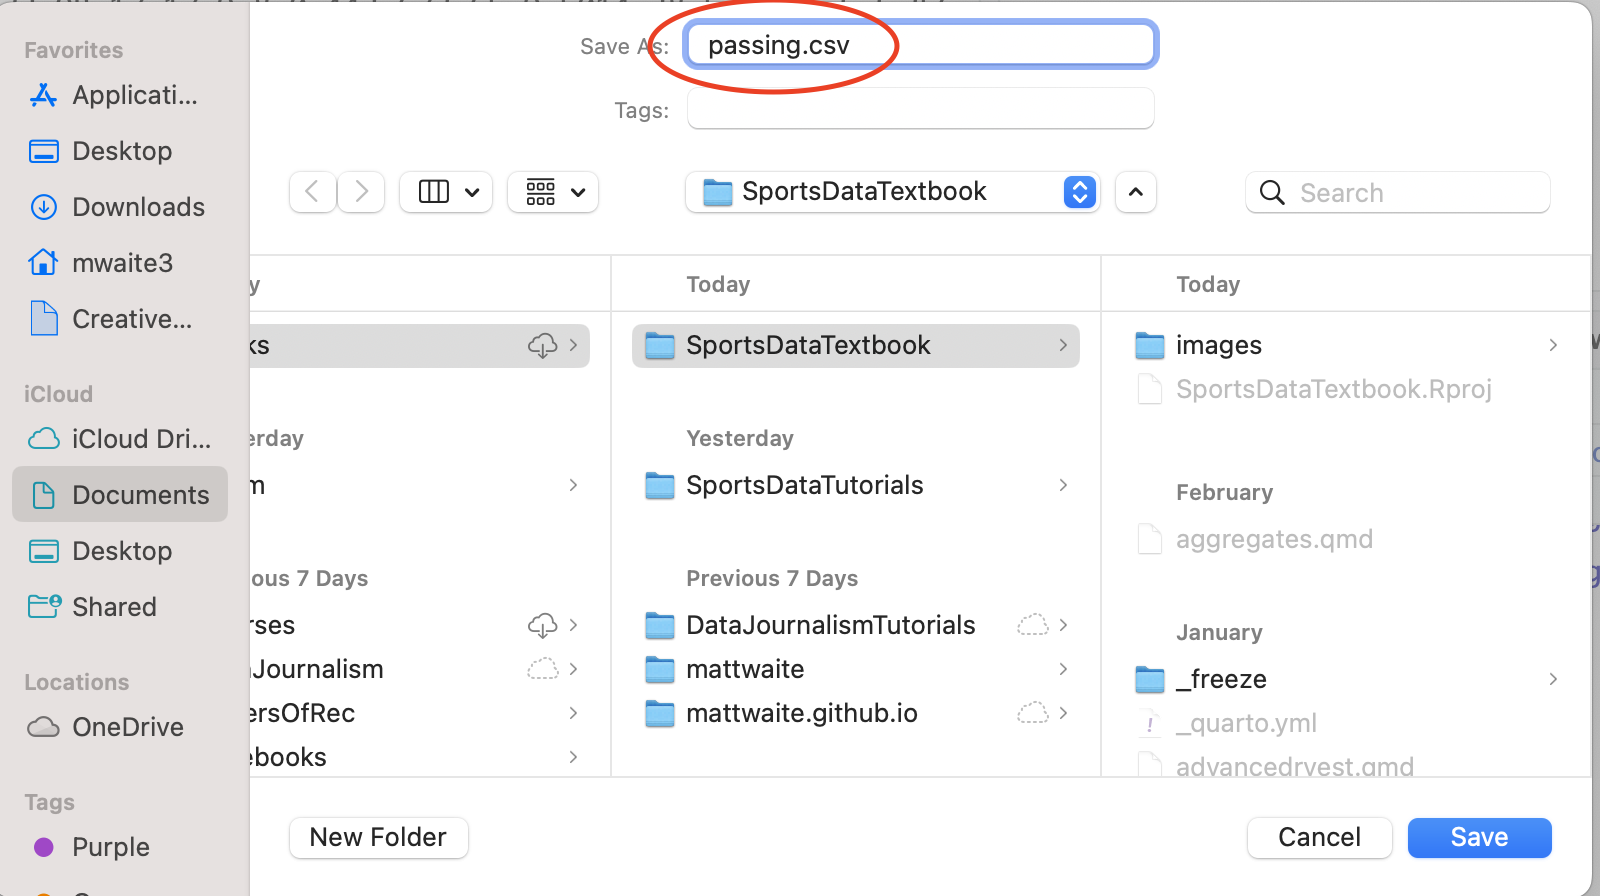 Favorites
Applicati...
Desktop
Downloads
mwaite3
Creative...
iCloud
iCloud Dri...
Documents
Desktop
Shared
Locations
OneDrive
Tags
Purple
Save As: passing.csv
Tags:
SportsDataTextbook
Search
y
ks
erday
m
ous 7 Days
rses
Journalism
ersOfRec
ebooks
Today
SportsDataTextbook
Yesterday
SportsDataTutorials
Previous 7 Days
DataJournalismTutorials
mattwaite
mattwaite.github.io
Today
images
SportsDataTextbook.Rproj
February
aggregates.qmd
January
_freeze
_quarto.yml
advancedrvest.qmd
New Folder
Cancel
Save